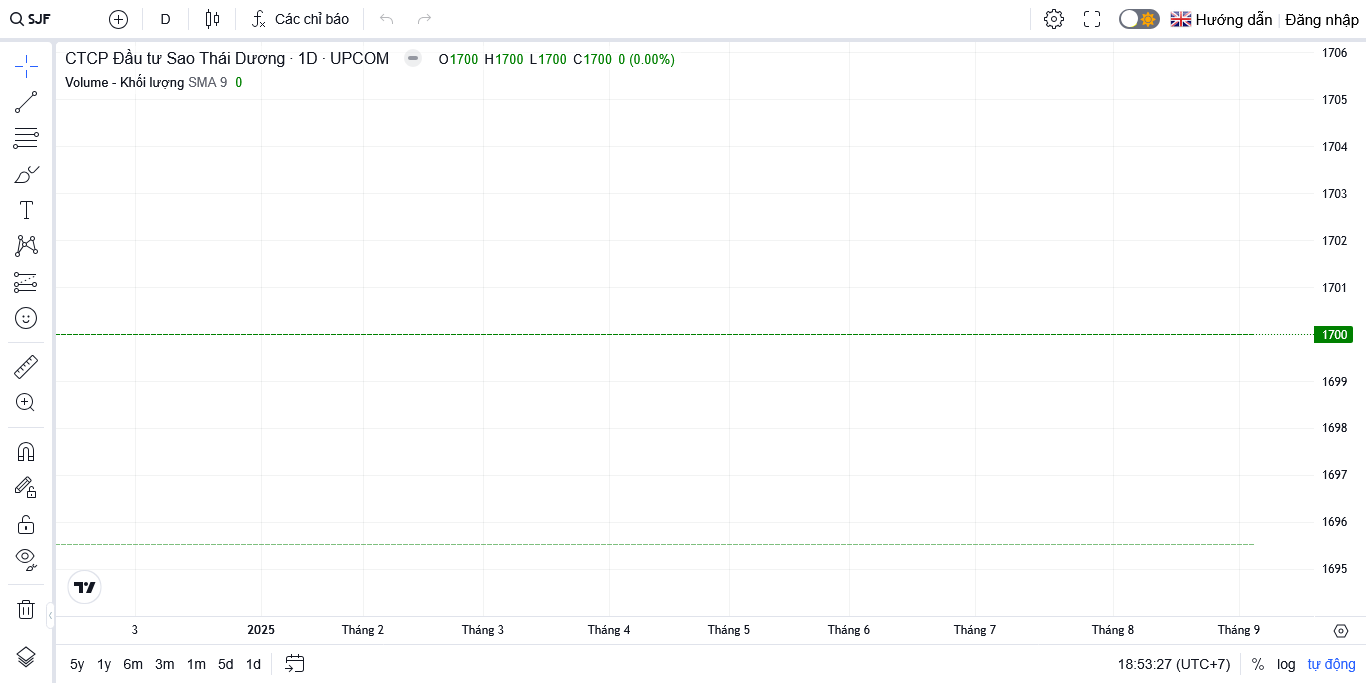 SJF D Các chỉ báo Hướng dẫn Đăng nhập
CTCP Đầu tư Sao Thái Dương · 1D · UPCOM O1700 H1700 L1700 C1700 0 (0.00%)
Volume - Khối lượng SMA 9 0
1706
1705
1704
1703
1702
1701
1700
1699
1698
1697
1696
1695
3 2025 Tháng 2 Tháng 3 Tháng 4 Tháng 5 Tháng 6 Tháng 7 Tháng 8 Tháng 9
5y 1y 6m 3m 1m 5d 1d 18:53:27 (UTC+7) % log tự động